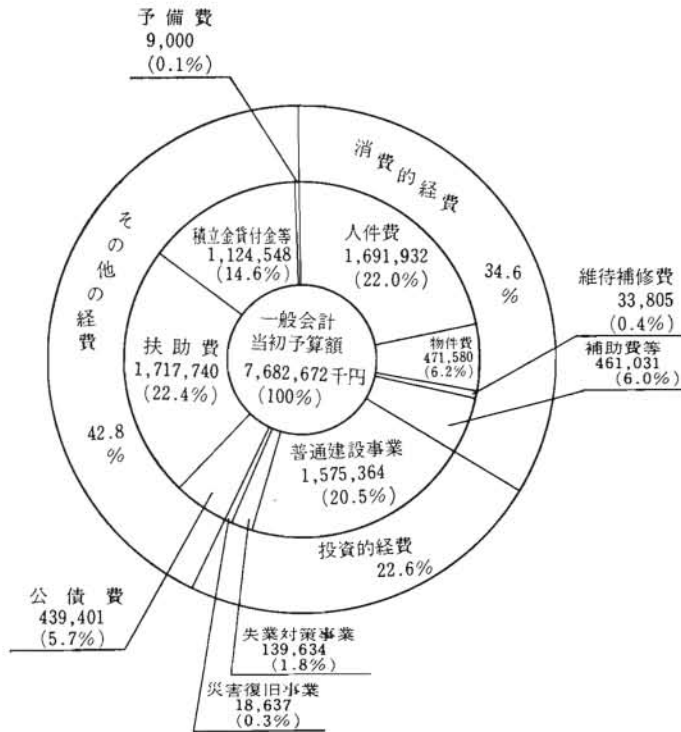 予備費
9,000
(0.1%)
消費的経費
34.6
%
人件費
1,691,932
(22.0%)
物件費
471,580
(6.2%)
維待補修費
33,805
(0.4%)
補助費等
461,031
(6.0%)
投資的経費
22.6%
普通建設事業
1,575,364
(20.5%)
失業対策事業
139,634
(1.8%)
災害復旧事業
18,637
(0.3%)
その他の経費
42.8
%
公債費
439,401
(5.7%)
扶助費
1,717,740
(22.4%)
積立金貸付金等
1,124,548
(14.6%)
一般会計
当初予算額
7,682,672千円
(100%)